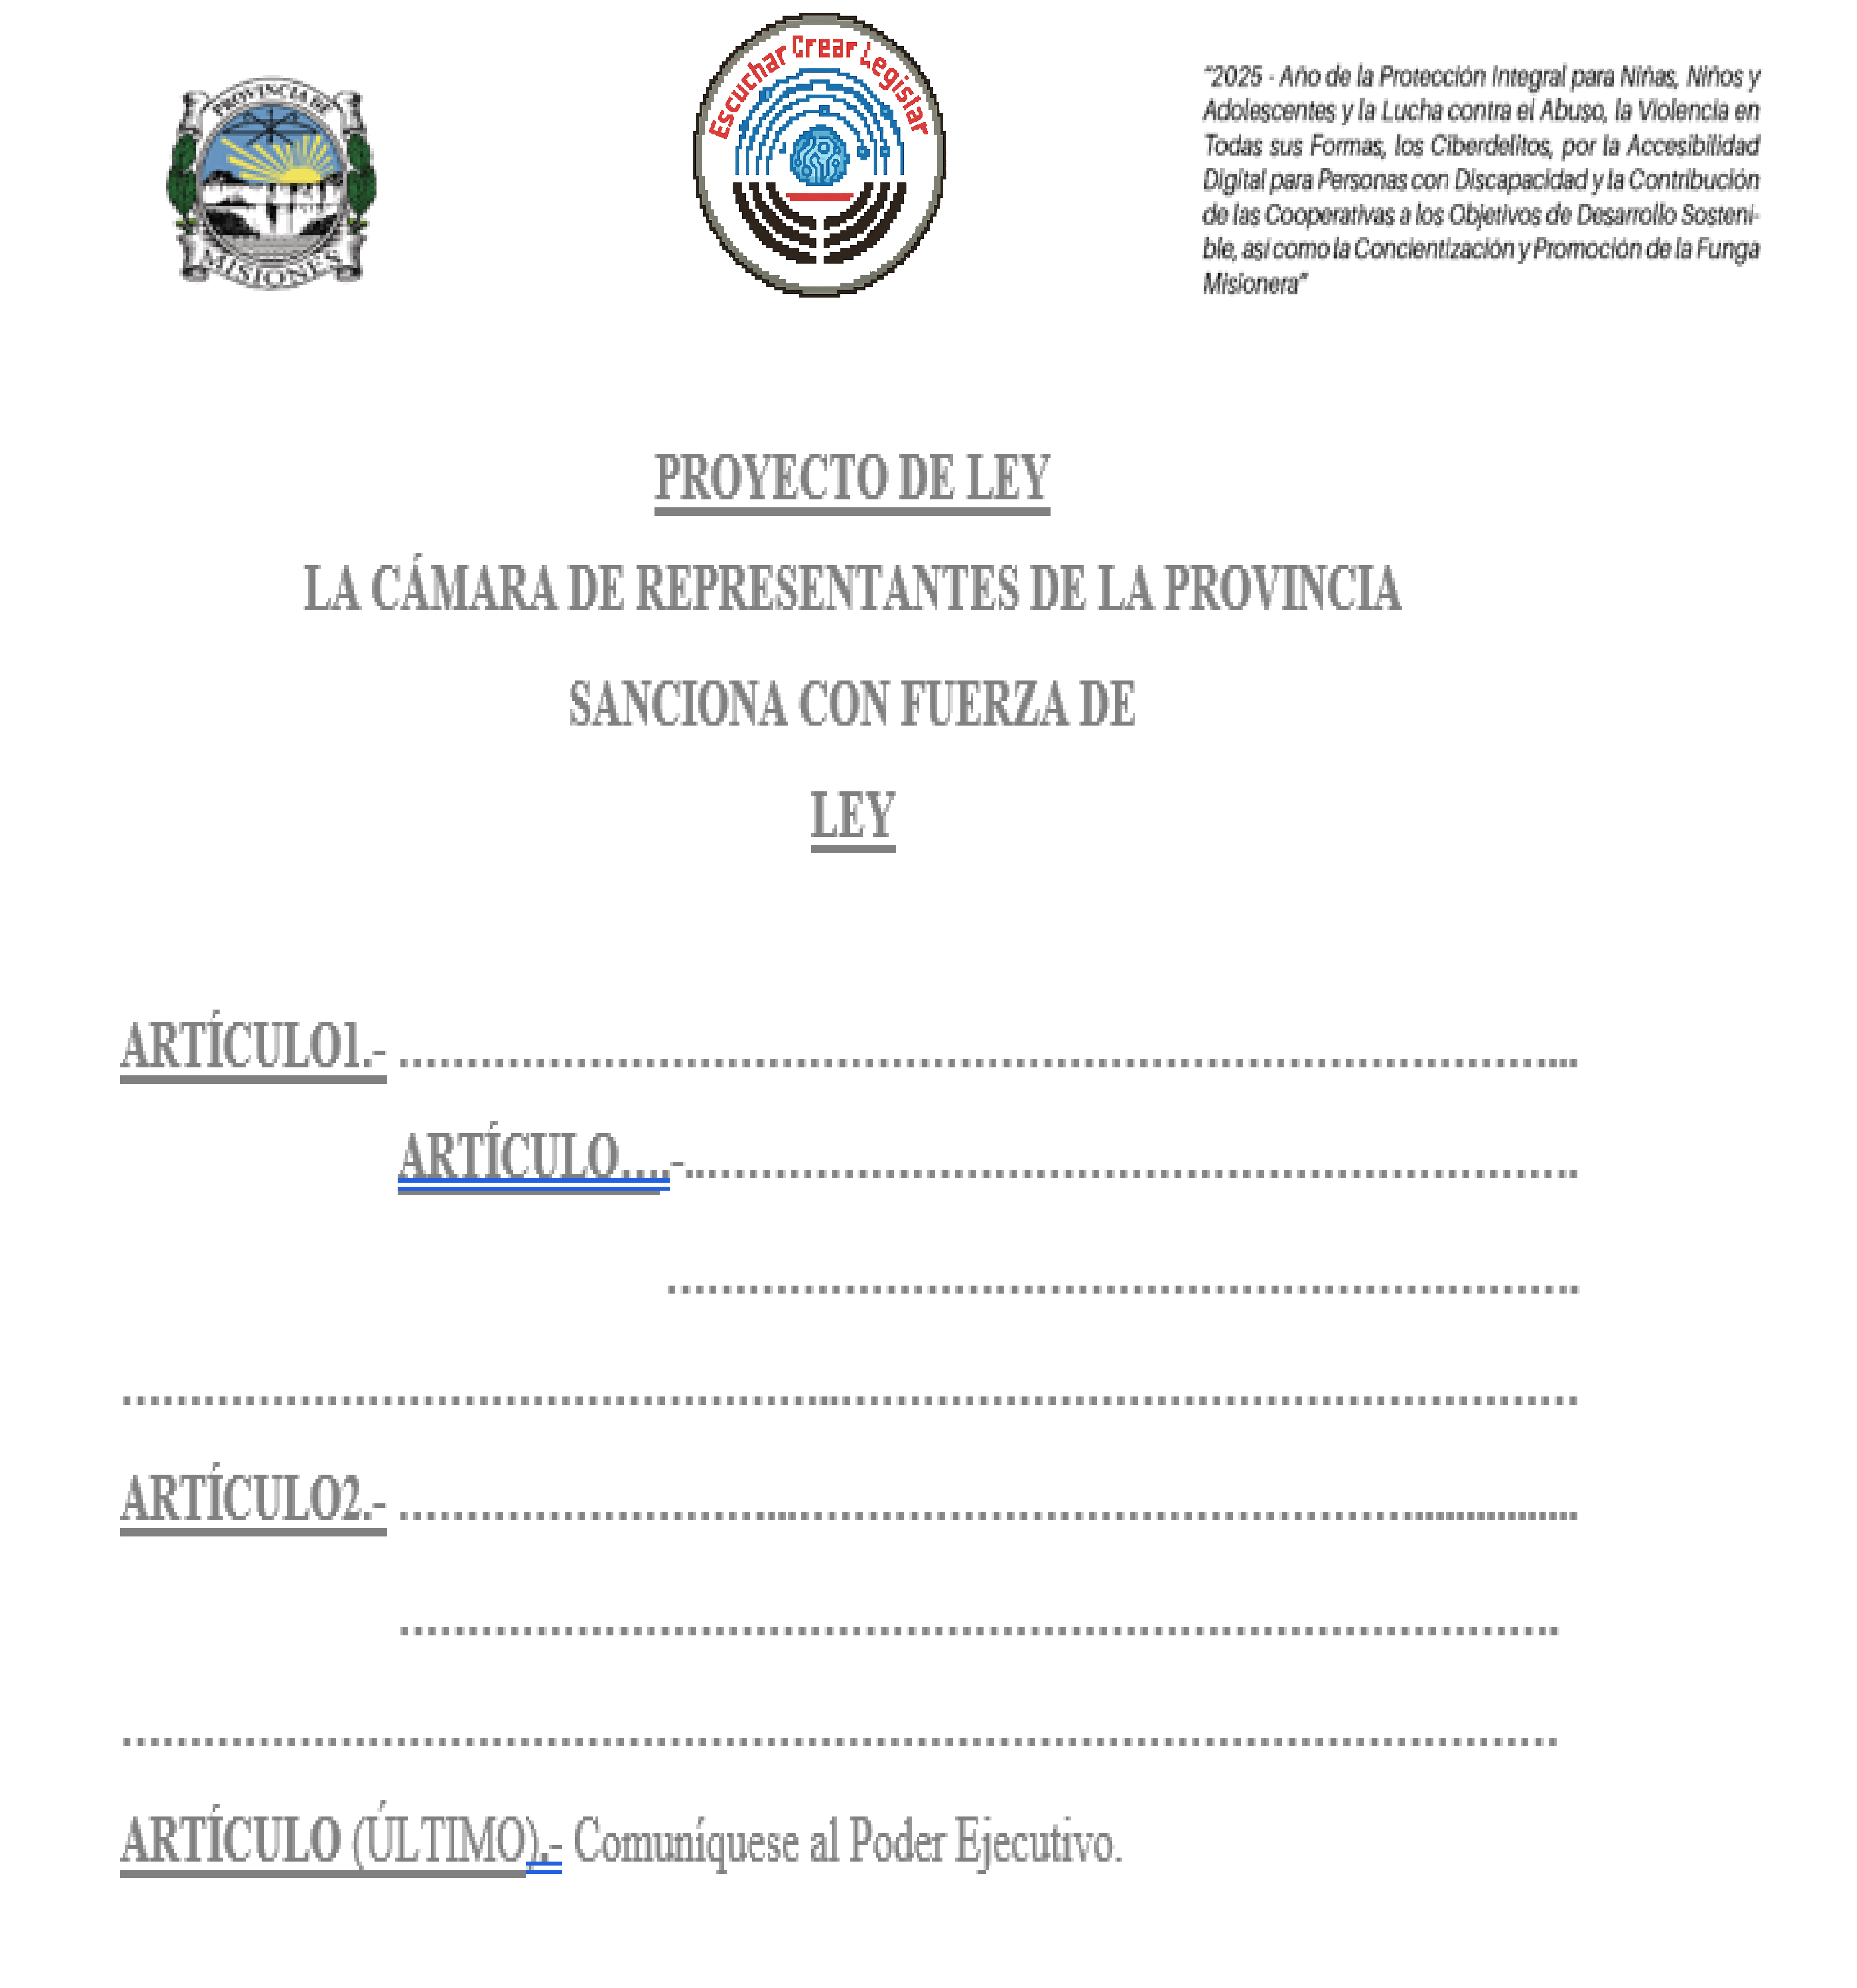 PROVINCIA DE
MISIONES
Escuchar Crear Legislar
"2025 - Año de la Protección Integral para Niñas, Niños y
Adolescentes y la Lucha contra el Abuso, la Violencia en
Todas sus Formas, los Ciberdelitos, por la Accesibilidad
Digital para Personas con Discapacidad y la Contribución
de las Cooperativas a los Objetivos de Desarrollo Sosteni-
ble, así como la Concientización y Promoción de la Funga
Misionera"
PROYECTO DE LEY
LA CÁMARA DE REPRESENTANTES DE LA PROVINCIA
SANCIONA CON FUERZA DE
LEY
ARTÍCULO1.- ........................................................................................
ARTÍCULO….-....................................................................
.....................................................................
..............................................................................................................
ARTÍCULO2.- ........................................................................................
........................................................................................
..............................................................................................................
ARTÍCULO (ÚLTIMO).- Comuníquese al Poder Ejecutivo.